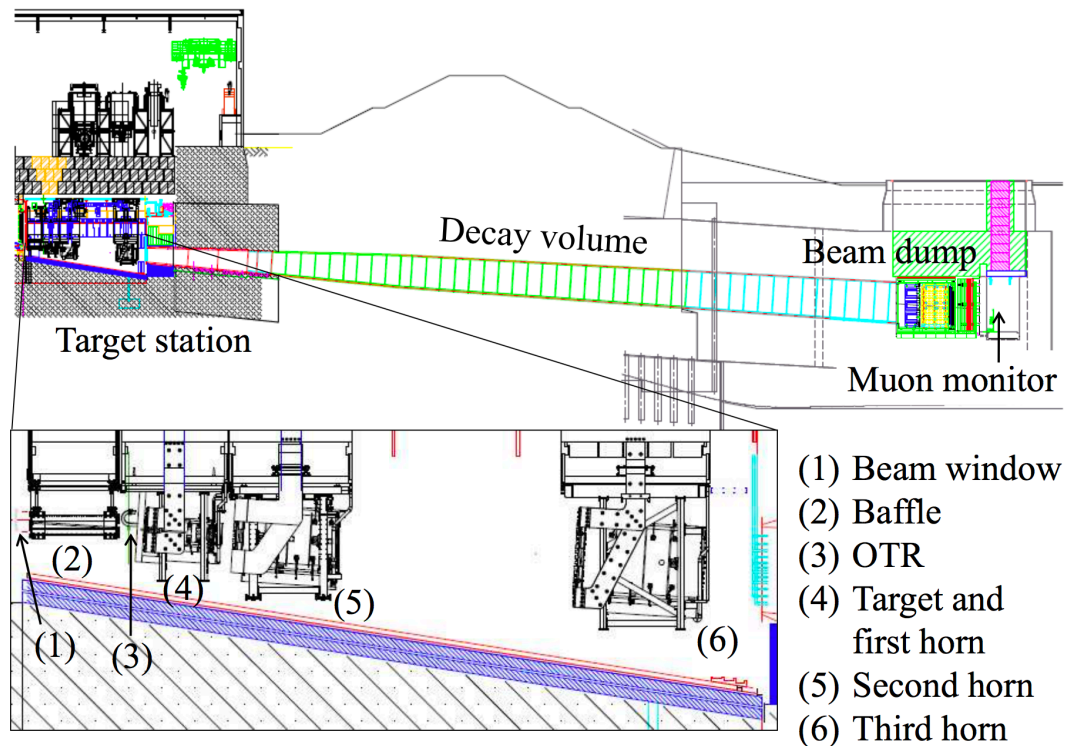 Decay volume
Beam dump
Target station
Muon monitor
(1) Beam window
(2) Baffle
(3) OTR
(4) Target and
first horn
(5) Second horn
(6) Third horn
(2)
(4)
(5)
(6)
(1)
(3)